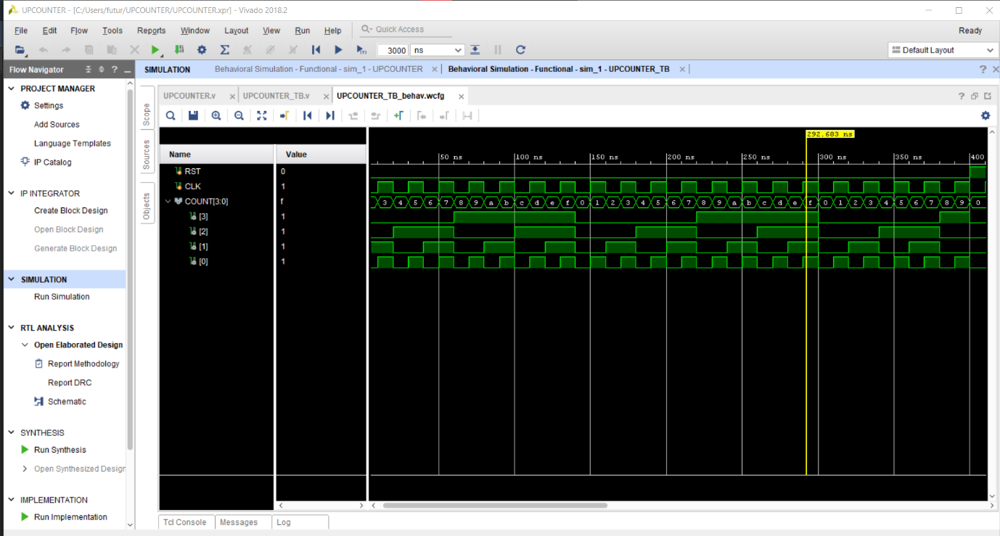 UPCOUNTER - [C:/Users/futur/UPCOUNTER/UPCOUNTER.xpr] - Vivado 2018.2
File Edit Flow Tools Reports Window Layout View Run Help Quick Access Ready
3000 ns Default Layout
Flow Navigator
PROJECT MANAGER
Settings
Add Sources
Language Templates
IP Catalog
IP INTEGRATOR
Create Block Design
Open Block Design
Generate Block Design
SIMULATION
Run Simulation
RTL ANALYSIS
Open Elaborated Design
Report Methodology
Report DRC
Schematic
SYNTHESIS
Run Synthesis
Open Synthesized Design
IMPLEMENTATION
Run Implementation
SIMULATION Behavioral Simulation - Functional - sim_1 - UPCOUNTER Behavioral Simulation - Functional - sim_1 - UPCOUNTER_TB
Scope
Sources
Objects
UPCOUNTER.v UPCOUNTER_TB.v UPCOUNTER_TB_behav.wcfg
292.683 ns
Name Value
50 ns 100 ns 150 ns 200 ns 250 ns 300 ns 350 ns 400
RST 0
CLK 1
COUNT[3:0] f 3 4 5 6 7 8 9 a b c d e f 0 1 2 3 4 5 6 7 8 9 a b c d e f 0 1 2 3 4 5 6 7 8 9 0
[3] 1
[2] 1
[1] 1
[0] 1
Tcl Console Messages Log